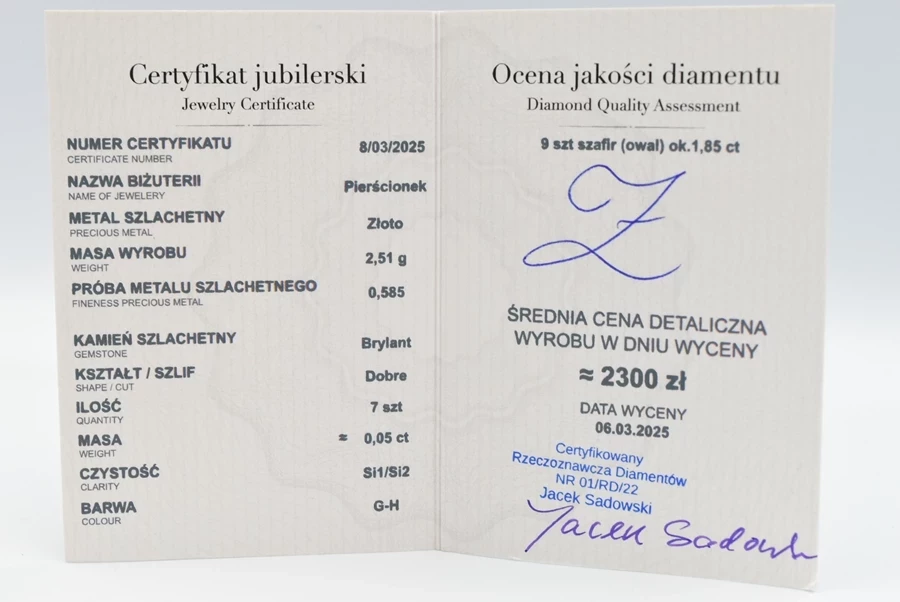 Certyfikat jubilerski
Jewelry Certificate
NUMER CERTYFIKATU 8/03/2025
CERTIFICATE NUMBER
NAZWA BIŻUTERII Pierścionek
NAME OF JEWELERY
METAL SZLACHETNY Złoto
PRECIOUS METAL
MASA WYROBU 2,51 g
WEIGHT
PRÓBA METALU SZLACHETNEGO 0,585
FINENESS PRECIOUS METAL
KAMIEŃ SZLACHETNY Brylant
GEMSTONE
KSZTAŁT / SZLIF Dobre
SHAPE / CUT
ILOŚĆ 7 szt
QUANTITY
MASA ≈ 0,05 ct
WEIGHT
CZYSTOŚĆ Si1/Si2
CLARITY
BARWA G-H
COLOUR
Ocena jakości diamentu
Diamond Quality Assessment
9 szt szafir (owal) ok.1,85 ct
Z
ŚREDNIA CENA DETALICZNA
WYROBU W DNIU WYCENY
≈ 2300 zł
DATA WYCENY
06.03.2025
Certyfikowany
Rzeczoznawcza Diamentów
NR 01/RD/22
Jacek Sadowski
Jacek Sadowski